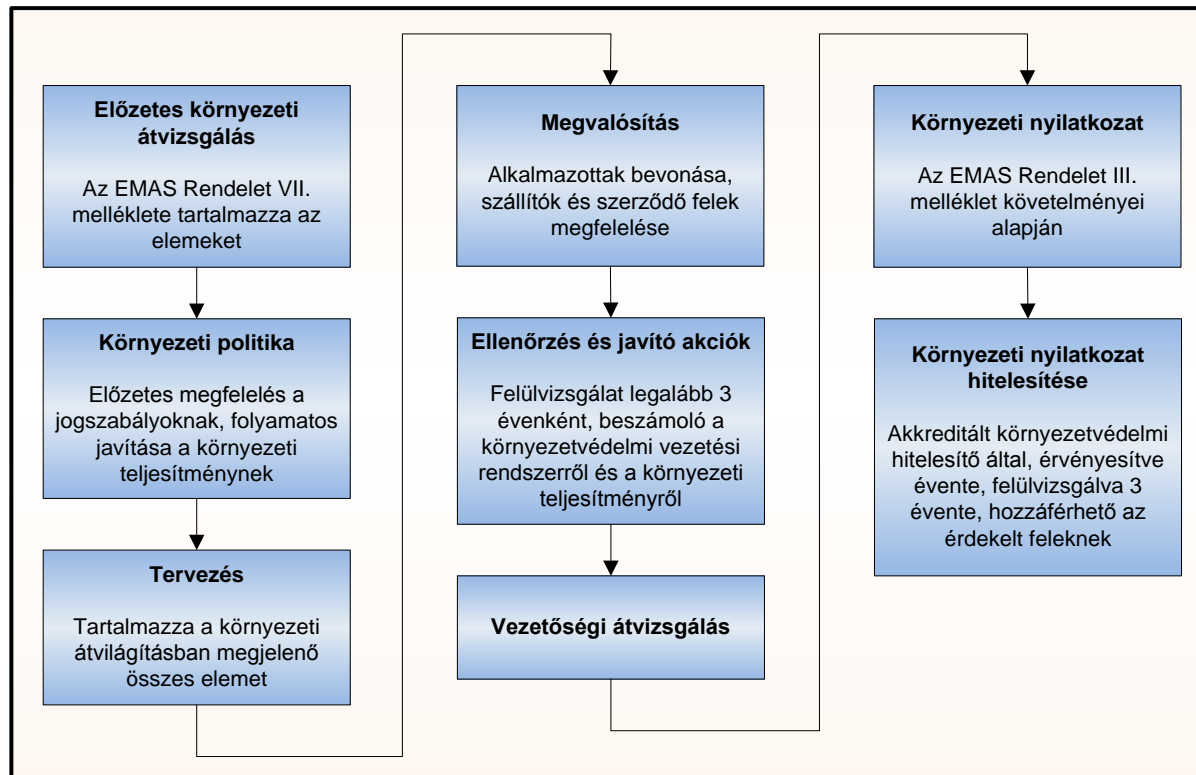 Előzetes környezeti
átvizsgálás
Az EMAS Rendelet VII.
melléklete tartalmazza az
elemeket
Környezeti politika
Előzetes megfelelés a
jogszabályoknak, folyamatos
javítása a környezeti
teljesítménynek
Tervezés
Tartalmazza a környezeti
átvilágításban megjelenő
összes elemet
Megvalósítás
Alkalmazottak bevonása,
szállítók és szerződő felek
megfelelése
Ellenőrzés és javító akciók
Felülvizsgálat legalább 3
évenként, beszámoló a
környezetvédelmi vezetési
rendszerről és a környezeti
teljesítményről
Vezetőségi átvizsgálás
Környezeti nyilatkozat
Az EMAS Rendelet III.
melléklet követelményei
alapján
Környezeti nyilatkozat
hitelesítése
Akkreditált környezetvédelmi
hitelesítő által, érvényesítve
évente, felülvizsgálva 3
évente, hozzáférhető az
érdekelt feleknek